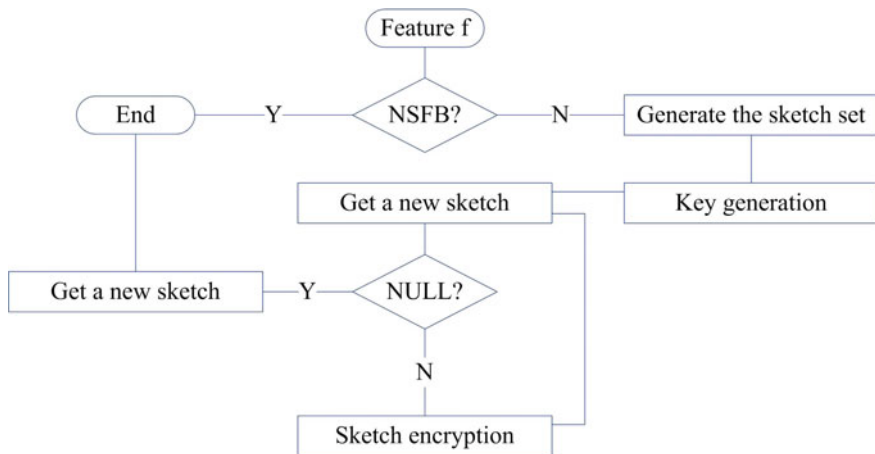 Feature f
End
Y
NSFB?
N
Generate the sketch set
Get a new sketch
Key generation
Get a new sketch
Y
NULL?
N
Sketch encryption